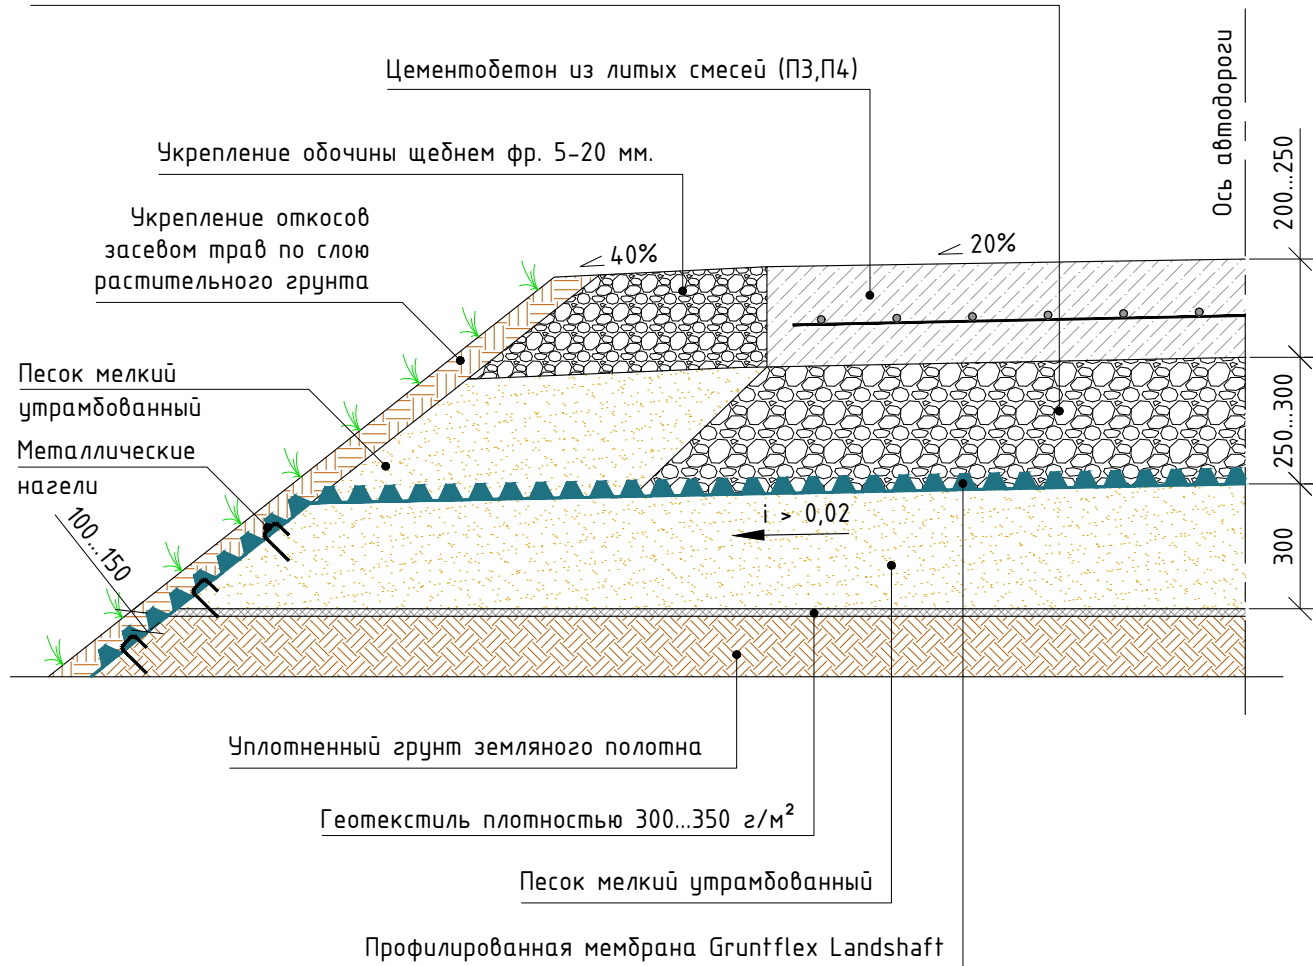 Цементобетон из литых смесей (П3,П4)
Ось автодороги
Укрепление обочины щебнем фр. 5-20 мм.
200...250
Укрепление откосов
засевом трав по слою
растительного грунта
40%
20%
Песок мелкий
утрамбованный
250...300
Металлические
нагели
100...150
i > 0,02
300
Уплотненный грунт земляного полотна
Геотекстиль плотностью 300...350 г/м²
Песок мелкий утрамбованный
Профилированная мембрана Gruntflex Landshaft